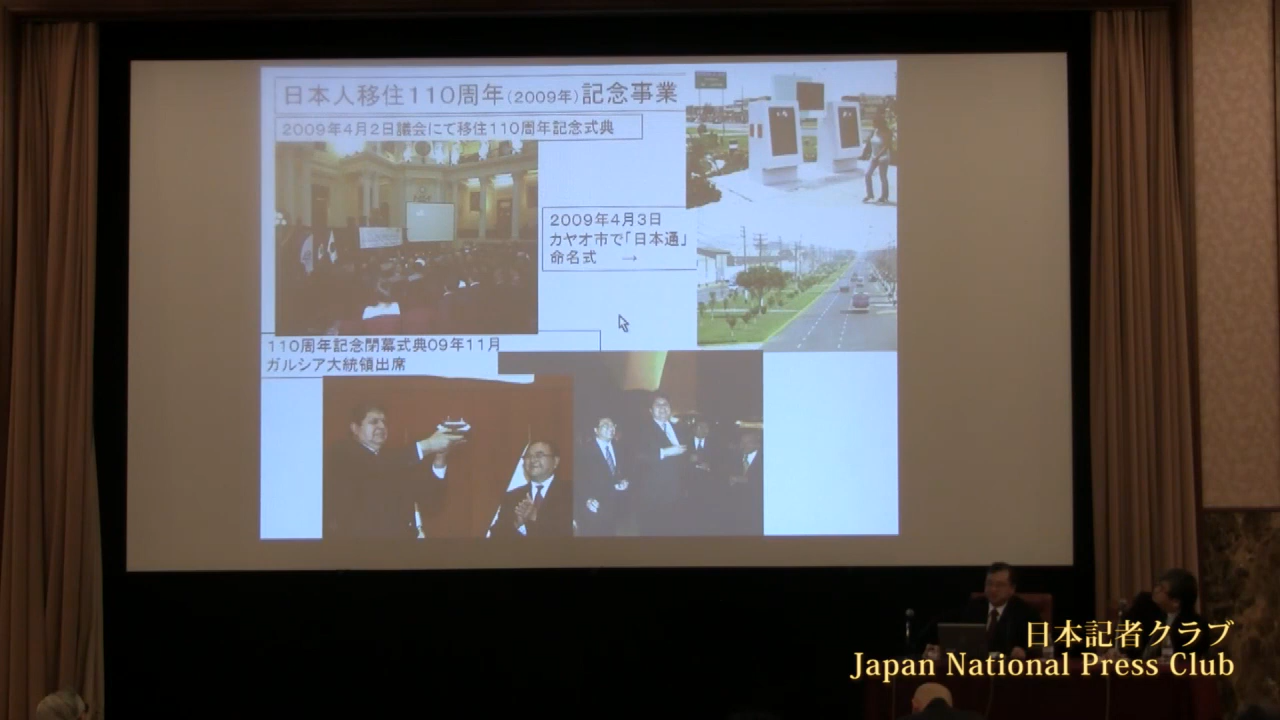 日本人移住110周年(2009年)記念事業
2009年4月2日議会にて移住110周年記念式典
2009年4月3日
カヤオ市で「日本通」
命名式 →
110周年記念閉幕式典09年11月
ガルシア大統領出席
日本記者クラブ
Japan National Press Club